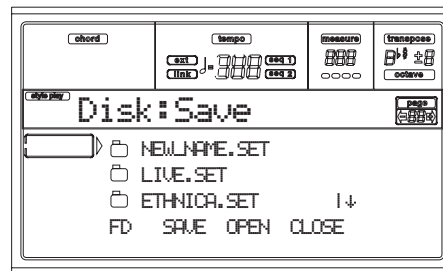 chord tempo measure transpose
ext seq 1
link seq 2
octave
style play Disk:Save page
NEW_NAME.SET
LIVE.SET
ETHNICA.SET
FD SAVE OPEN CLOSE